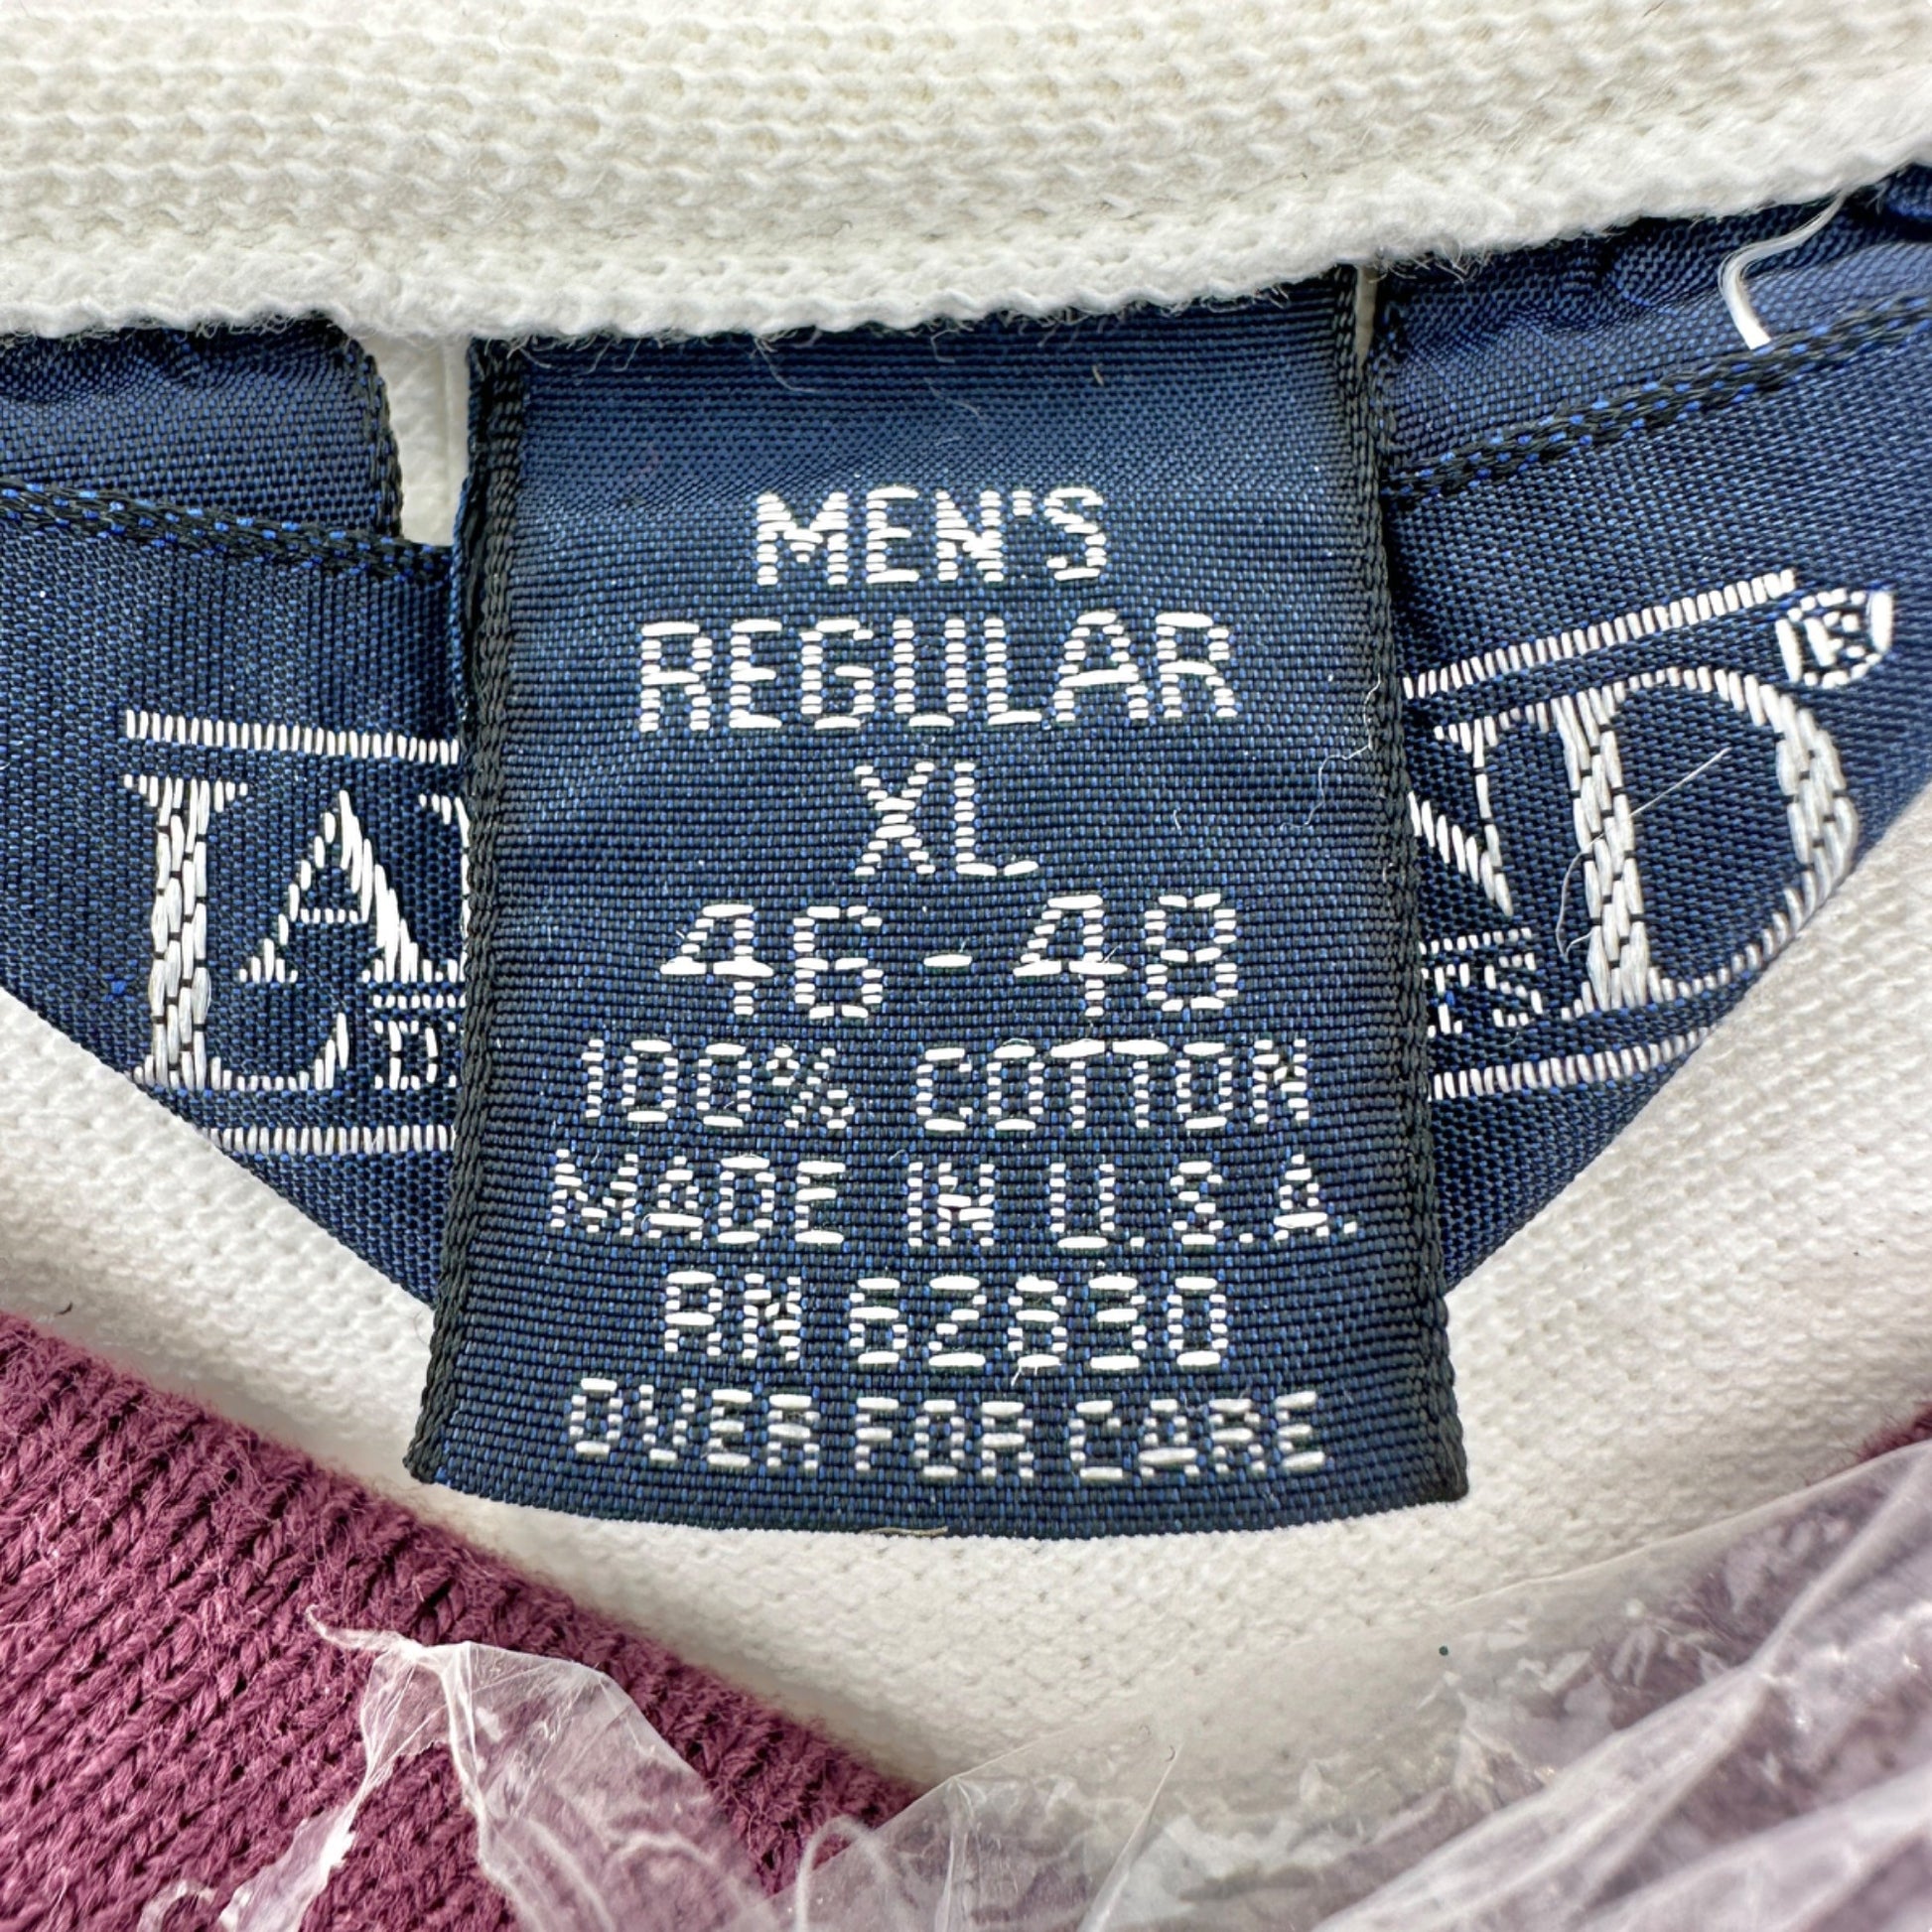 MEN'S
REGULAR
XL
46-48
100% COTTON
MADE IN U.S.A.
RN 62830
OVER FOR CARE